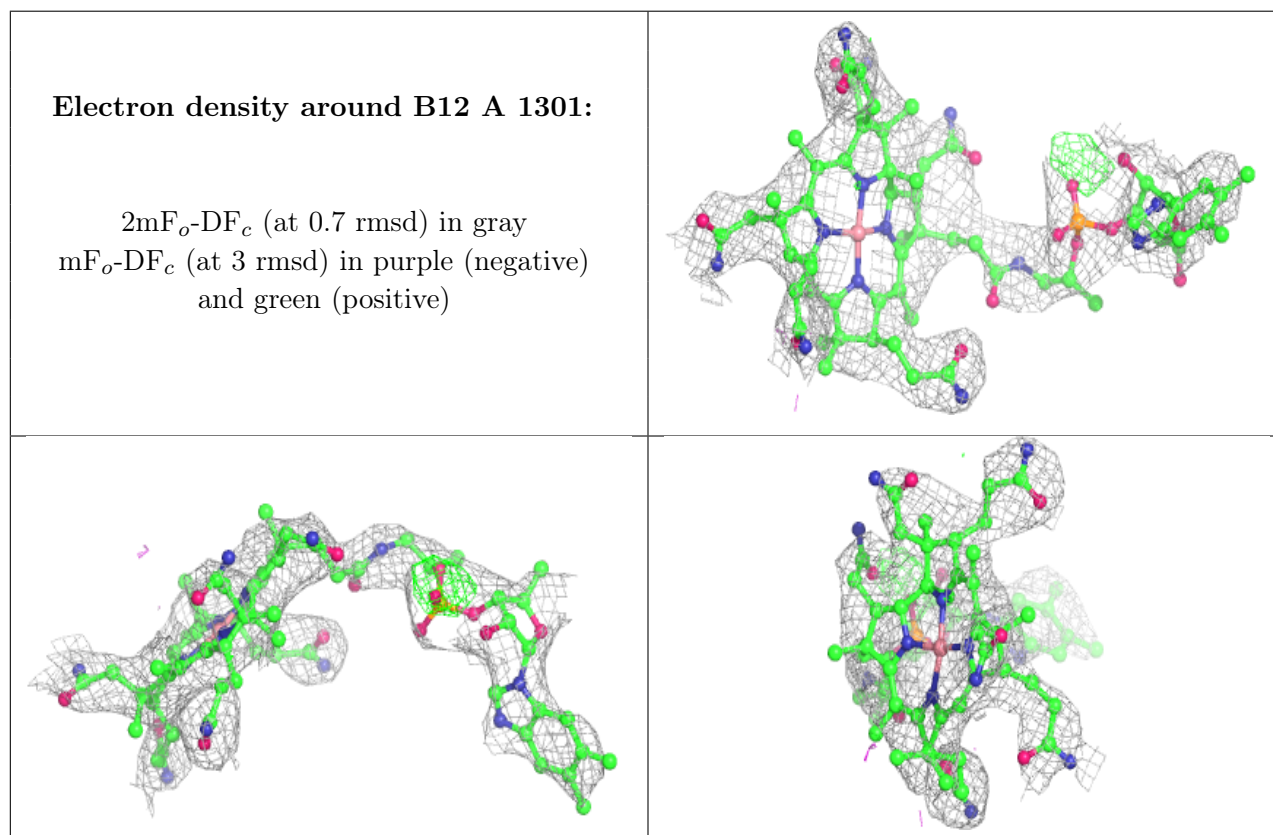 Electron density around B12 A 1301:
2mFo-DFc (at 0.7 rmsd) in gray
mFo-DFc (at 3 rmsd) in purple (negative)
and green (positive)